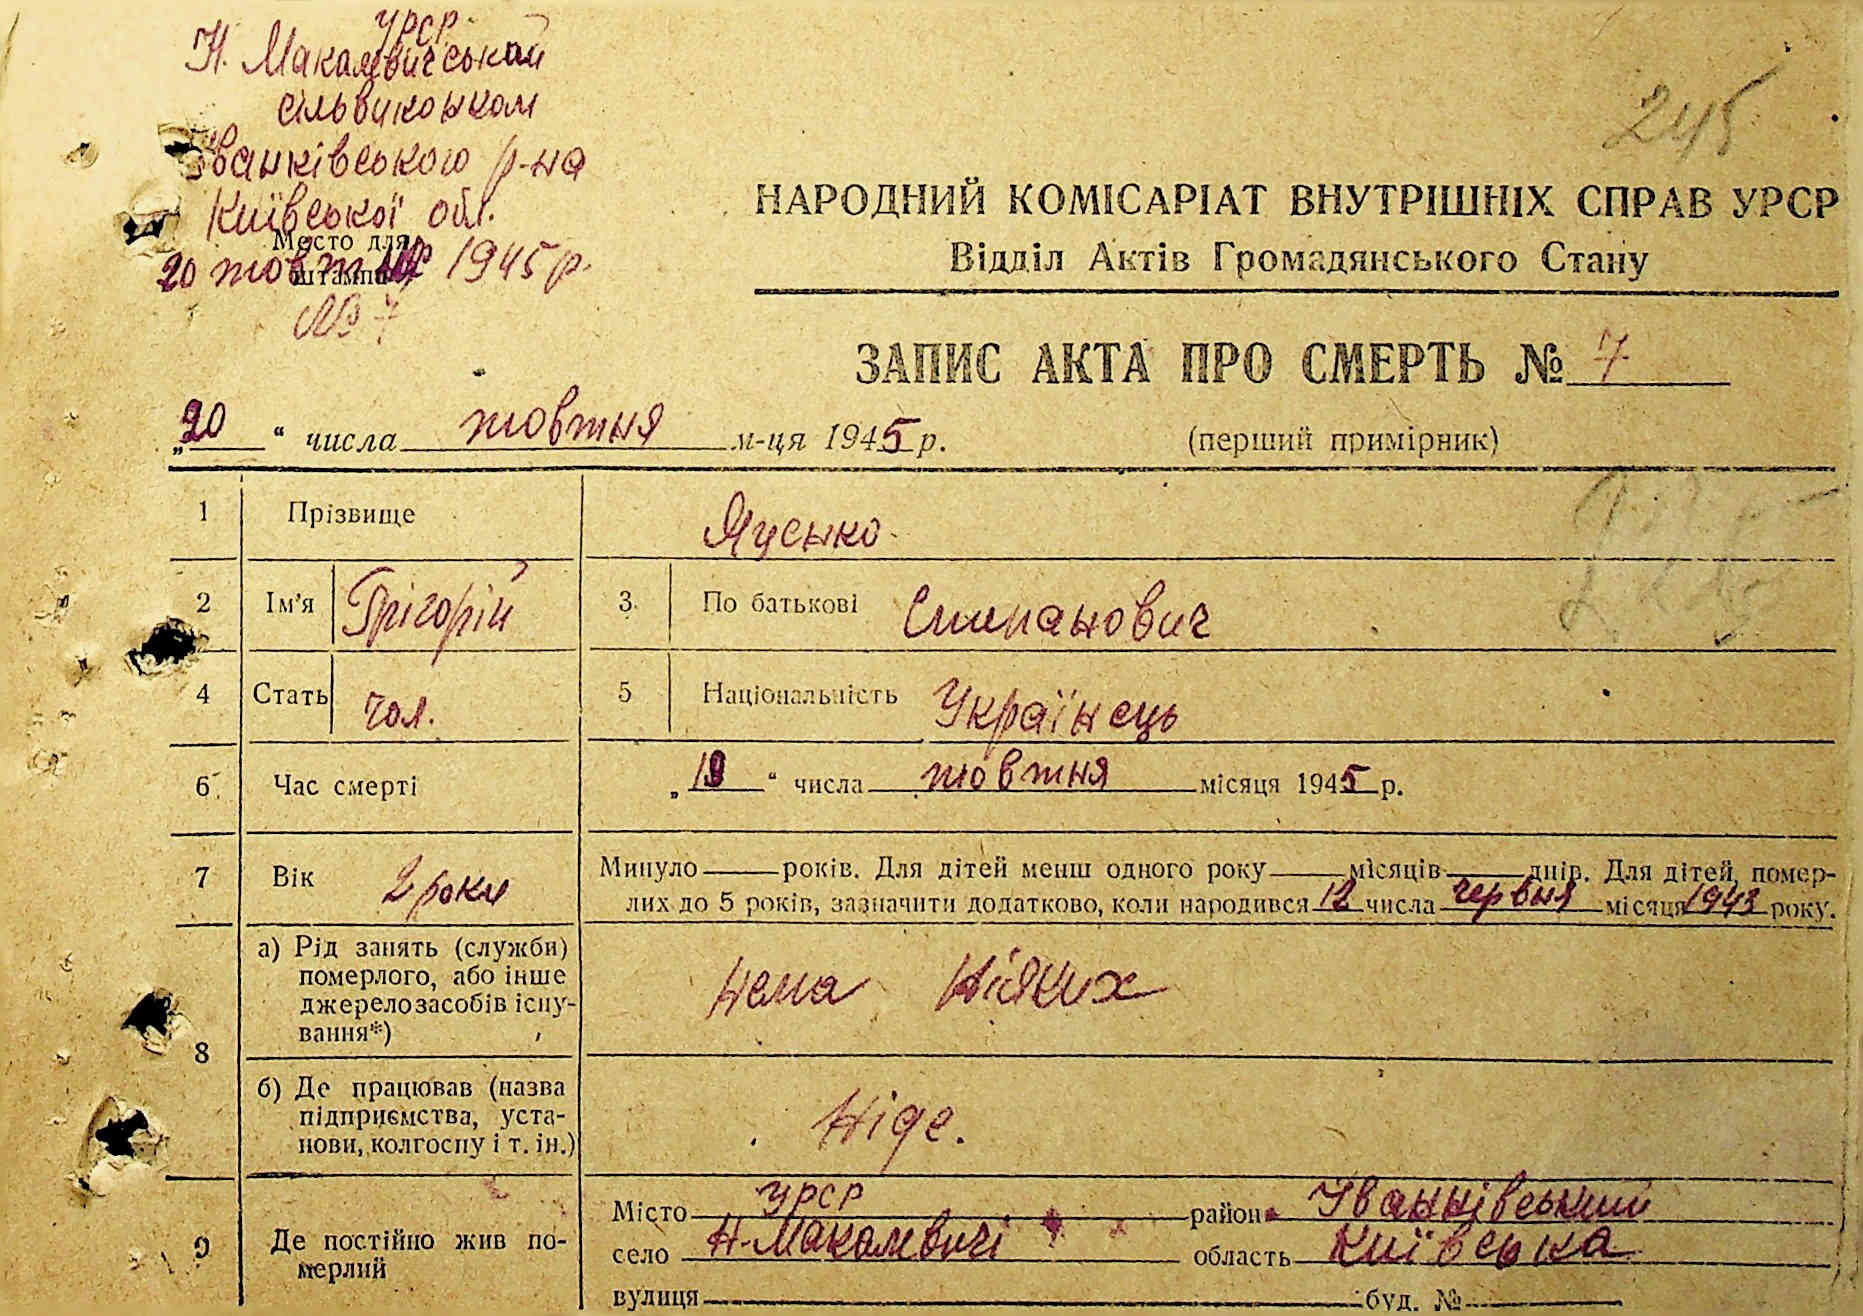 УРСР
Н. Макалевичський
сільвиконком
Іванківського р-на
Київської обл.
Место для
штампа
20 жовтня 1945 р.
№ 7
245
НАРОДНИЙ КОМІСАРІАТ ВНУТРІШНІХ СПРАВ УРСР
Відділ Актів Громадянського Стану
ЗАПИС АКТА ПРО СМЕРТЬ № 7
„20“ числа жовтня м-ця 1945 р. (перший примірник)
1 Прізвище Яусько
2 Ім'я Грігорій 3 По батькові Степанович
4 Стать чол. 5 Національність Українець
6 Час смерті „19“ числа жовтня місяця 1945 р.
7 Вік 2 роки Минуло — років. Для дітей менш одного року — місяців — днів. Для дітей, помер-
лих до 5 років, зазначити додатково, коли народився 12 числа червня місяця 1943 року.
8 а) Рід занять (служби)
померлого, або інше
джерело засобів існу-
вання*)
Нема Ніяких
б) Де працював (назва
підприємства, уста-
нови, колгоспу і т. ін.)
Ніде.
9 Де постійно жив по-
мерлий
Місто УРСР район Іванківський
село Н-Макалевичі область Київська
вулиця буд. №